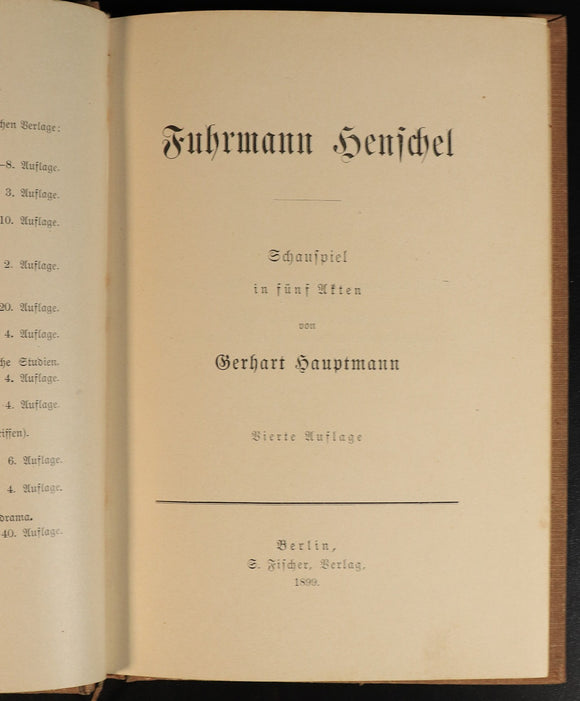 chen Verlage:
–8. Auflage.
3. Auflage.
10. Auflage.
2. Auflage.
20. Auflage.
4. Auflage.
che Studien.
4. Auflage.
4. Auflage.
riffen).
6. Auflage.
4. Auflage.
drama.
40. Auflage.
Fuhrmann Henschel
Schauspiel
in fünf Akten
von
Gerhart Hauptmann
Vierte Auflage
Berlin,
S. Fischer, Verlag,
1899.